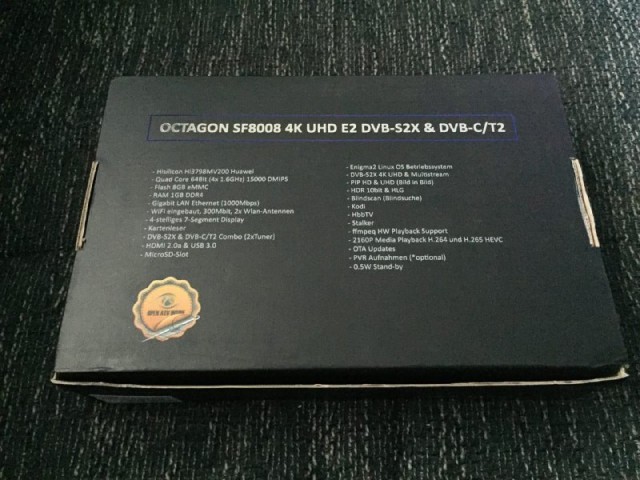 OCTAGON SF8008 4K UHD E2 DVB-S2X & DVB-C/T2
- Hisilicon Hi3798MV200 Huawei
- Quad Core 64Bit (4x 1.6GHz) 15000 DMIPS
- Flash 8GB eMMC
- RAM 1GB DDR4
- Gigabit LAN Ethernet (1000Mbps)
- WiFi eingebaut, 300Mbit, 2x Wlan-Antennen
- 4-stelliges 7-Segment Display
- Kartenleser
- DVB-S2X & DVB-C/T2 Combo (2xTuner)
- HDMI 2.0a & USB 3.0
- MicroSD-Slot
- Enigma2 Linux OS Betriebssystem
- DVB-S2X 4K UHD & Multistream
- PIP HD & UHD (Bild in Bild)
- HDR 10bit & HLG
- Blindscan (Blindsuche)
- Kodi
- HbbTV
- Stalker
- ffmpeg HW Playback Support
- 2160P Media Playback H.264 und H.265 HEVC
- OTA Updates
- PVR Aufnahmen (*optional)
- 0.5W Stand-by
OPEN ATV